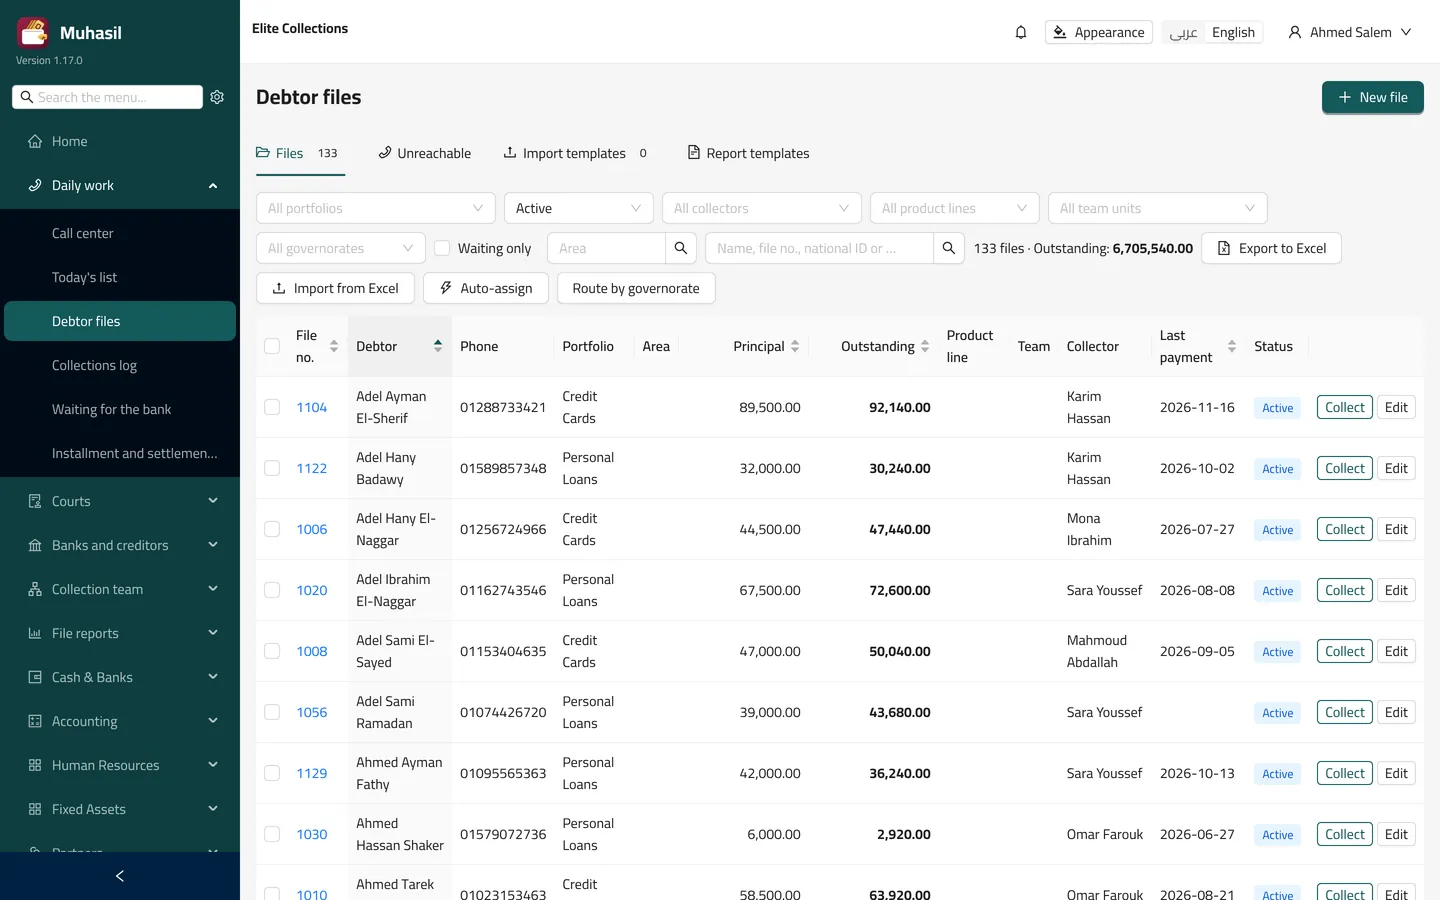 Muhasil
Version 1.17.0
Search the menu...
Home
Daily work
Call center
Today's list
Debtor files
Collections log
Waiting for the bank
Installment and settlemen...
Courts
Banks and creditors
Collection team
File reports
Cash & Banks
Accounting
Human Resources
Fixed Assets
Elite Collections
Appearance
عربى
English
Ahmed Salem
Debtor files
New file
Files 133
Unreachable
Import templates 0
Report templates
All portfolios
Active
All collectors
All product lines
All team units
All governorates
Waiting only
Area
Name, file no., national ID or ...
133 files · Outstanding: 6,705,540.00
Export to Excel
Import from Excel
Auto-assign
Route by governorate
File no. Debtor Phone Portfolio Area Principal Outstanding Product line Team Collector Last payment Status
1104 Adel Ayman El-Sherif 01288733421 Credit Cards 89,500.00 92,140.00 Karim Hassan 2026-11-16 Active Collect Edit
1122 Adel Hany Badawy 01589857348 Personal Loans 32,000.00 30,240.00 Karim Hassan 2026-10-02 Active Collect Edit
1006 Adel Hany El-Naggar 01256724966 Credit Cards 44,500.00 47,440.00 Mona Ibrahim 2026-07-27 Active Collect Edit
1020 Adel Ibrahim El-Naggar 01162743546 Personal Loans 67,500.00 72,600.00 Sara Youssef 2026-08-08 Active Collect Edit
1008 Adel Sami El-Sayed 01153404635 Credit Cards 47,000.00 50,040.00 Mahmoud Abdallah 2026-09-05 Active Collect Edit
1056 Adel Sami Ramadan 01074426720 Personal Loans 39,000.00 43,680.00 Sara Youssef Active Collect Edit
1129 Ahmed Ayman Fathy 01095565363 Personal Loans 42,000.00 36,240.00 Sara Youssef 2026-10-13 Active Collect Edit
1030 Ahmed Hassan Shaker 01579072736 Personal Loans 6,000.00 2,920.00 Omar Farouk 2026-06-27 Active Collect Edit
1010 Ahmed Tarek 01023153463 Credit 58,500.00 63,920.00 Omar Farouk 2026-08-21 Active Collect Edit